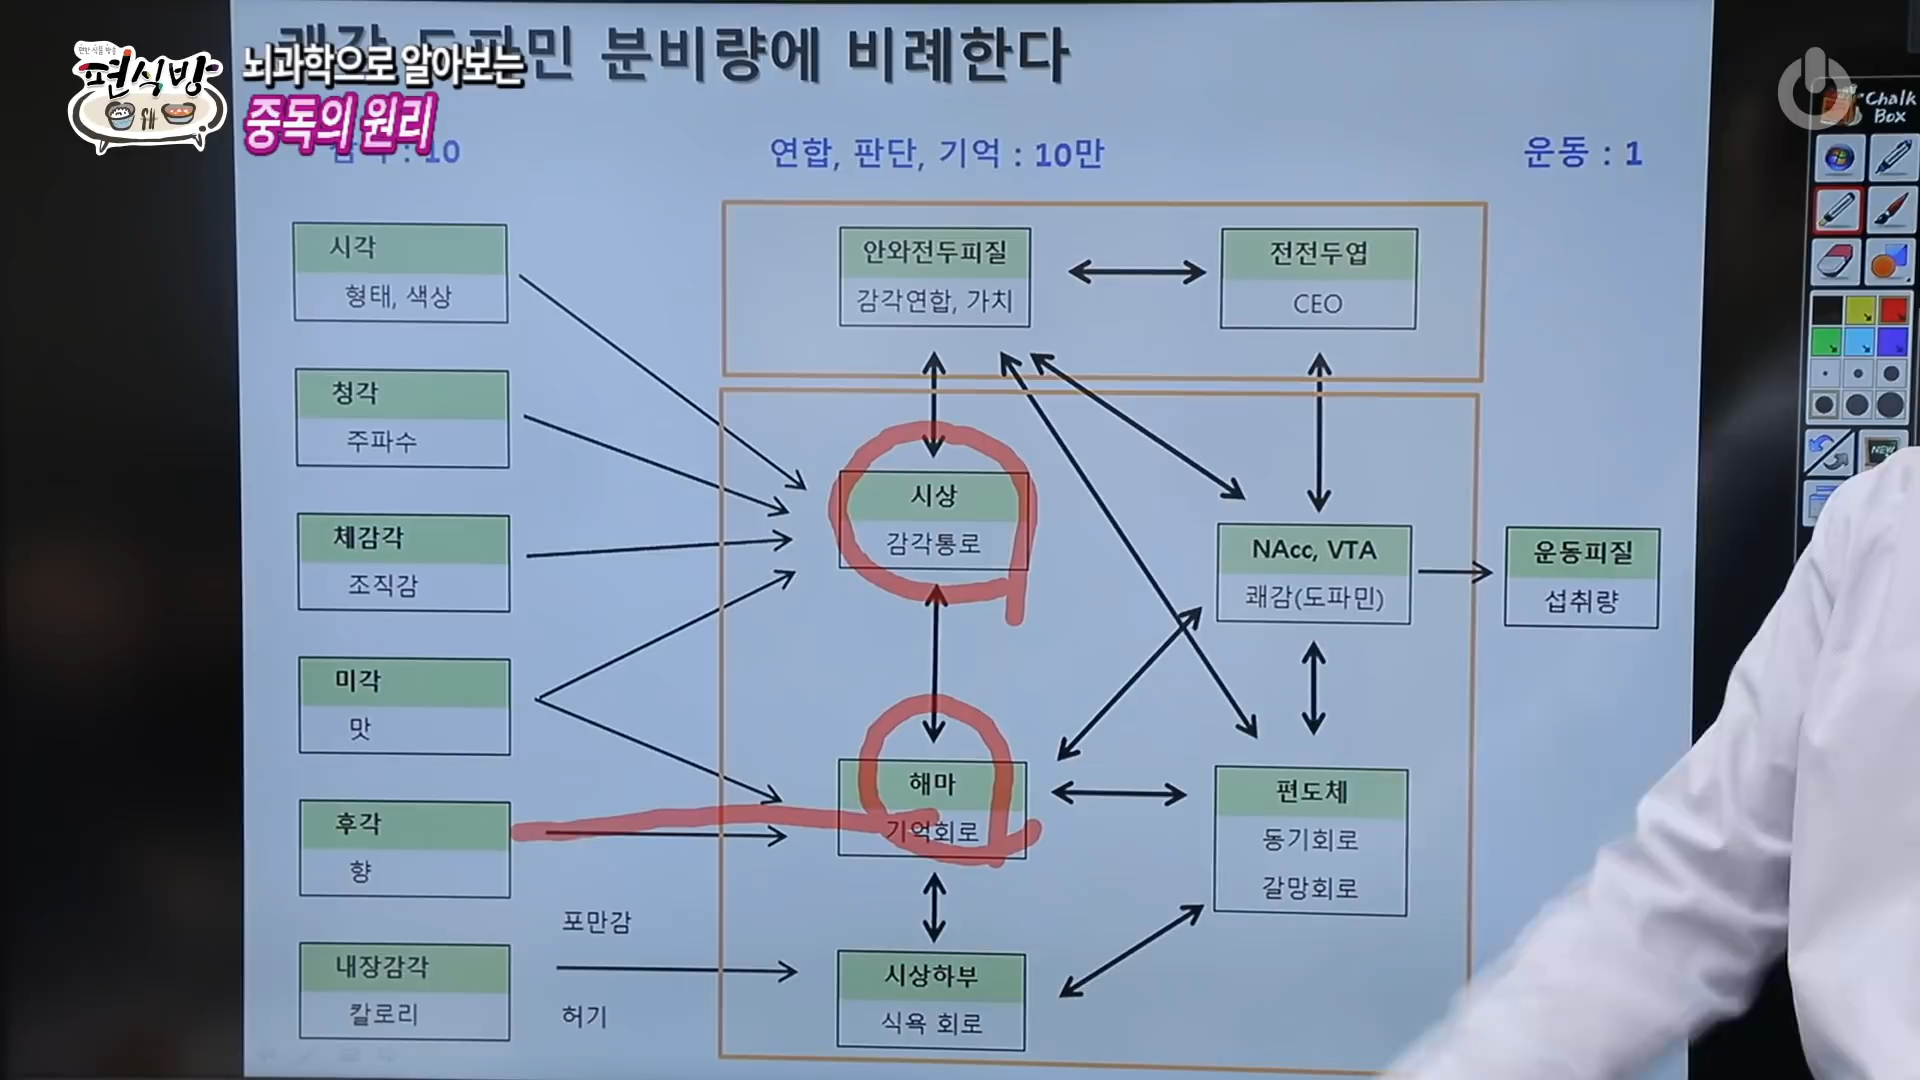 편식방
뇌과학으로 알아보는
중독의 원리
분비량에 비례한다
: 10
연합, 판단, 기억 : 10만
운동 : 1
Chalk
Box
시각
형태, 색상
청각
주파수
체감각
조직감
미각
맛
후각
향
내장감각
칼로리
포만감
허기
안와전두피질
감각연합, 가치
전전두엽
CEO
시상
감각통로
NAcc, VTA
쾌감(도파민)
운동피질
섭취량
해마
기억회로
편도체
동기회로
갈망회로
시상하부
식욕 회로
NEW